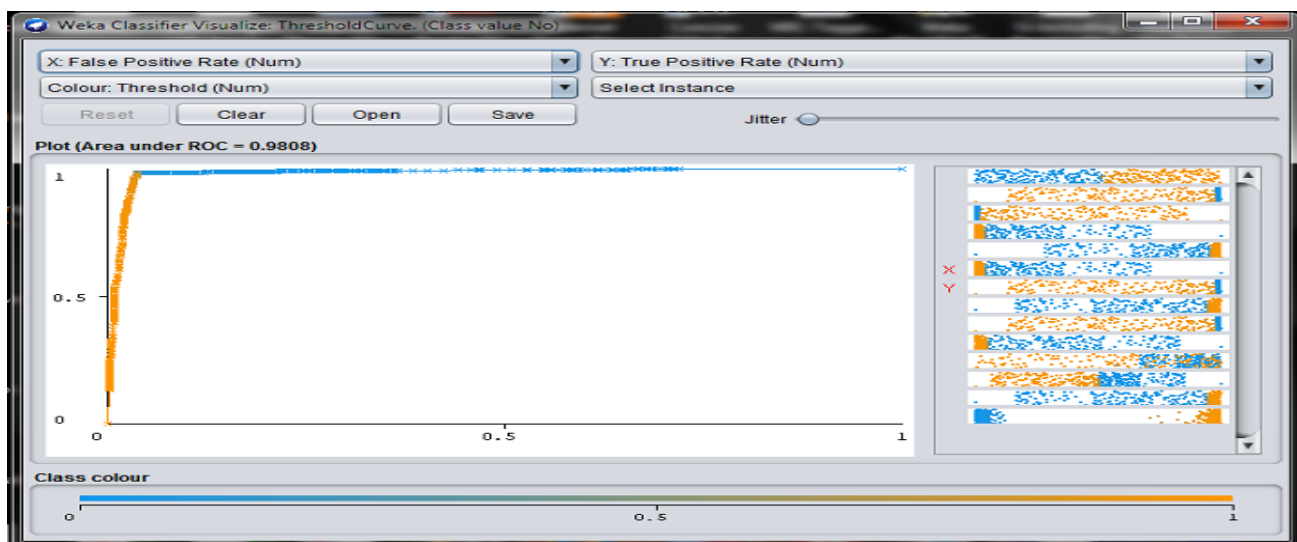 Weka Classifier Visualize: ThresholdCurve. (Class value No)
X: False Positive Rate (Num) Y: True Positive Rate (Num)
Colour: Threshold (Num) Select Instance
Reset Clear Open Save Jitter
Plot (Area under ROC = 0.9808)
1
X
Y
0.5
0
0 0.5 1
Class colour
0 0.5 1